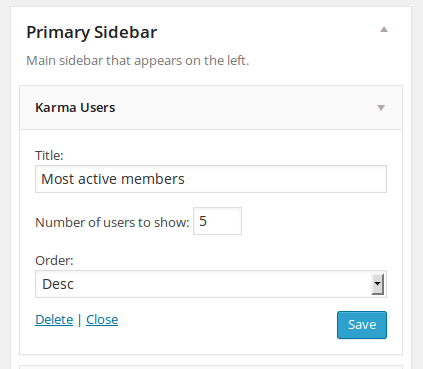 Primary Sidebar
Main sidebar that appears on the left.
Karma Users
Title:
Most active members
Number of users to show: 5
Order:
Desc
Delete | Close
Save